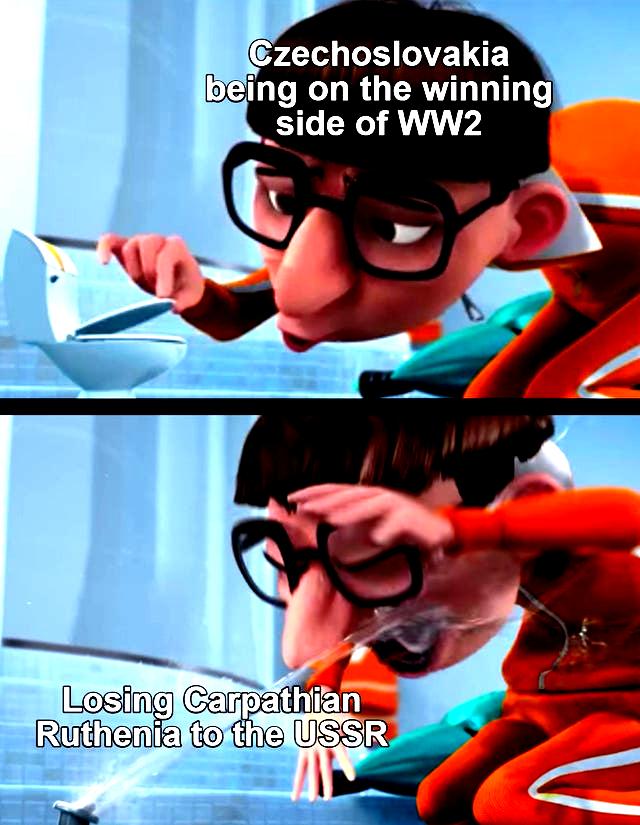 Czechoslovakia
being on the winning
side of WW2
Losing Carpathian
Ruthenia to the USSR